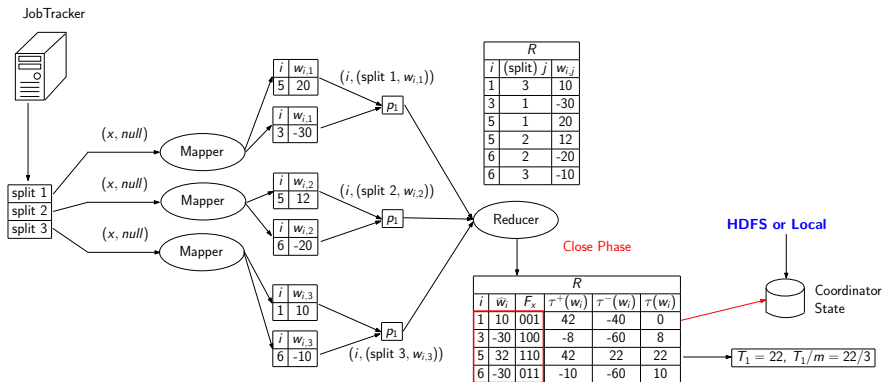 JobTracker
split 1
split 2
split 3
(x, null)
(x, null)
(x, null)
Mapper
Mapper
Mapper
i w_{i,1}
5 20
i w_{i,1}
3 -30
i w_{i,2}
5 12
i w_{i,2}
6 -20
i w_{i,3}
1 10
i w_{i,3}
6 -10
(i, (split 1, w_{i,1}))
p_1
(i, (split 2, w_{i,2}))
p_1
p_1
(i, (split 3, w_{i,3}))
R
i (split) j w_{i,j}
1 3 10
3 1 -30
5 1 20
5 2 12
6 2 -20
6 3 -10
Reducer
Close Phase
R
i ŵ_i F_x τ^+(w_i) τ^-(w_i) τ(w_i)
1 10 001 42 -40 0
3 -30 100 -8 -60 8
5 32 110 42 22 22
6 -30 011 -10 -60 10
HDFS or Local
Coordinator
State
T_1 = 22, T_1/m = 22/3